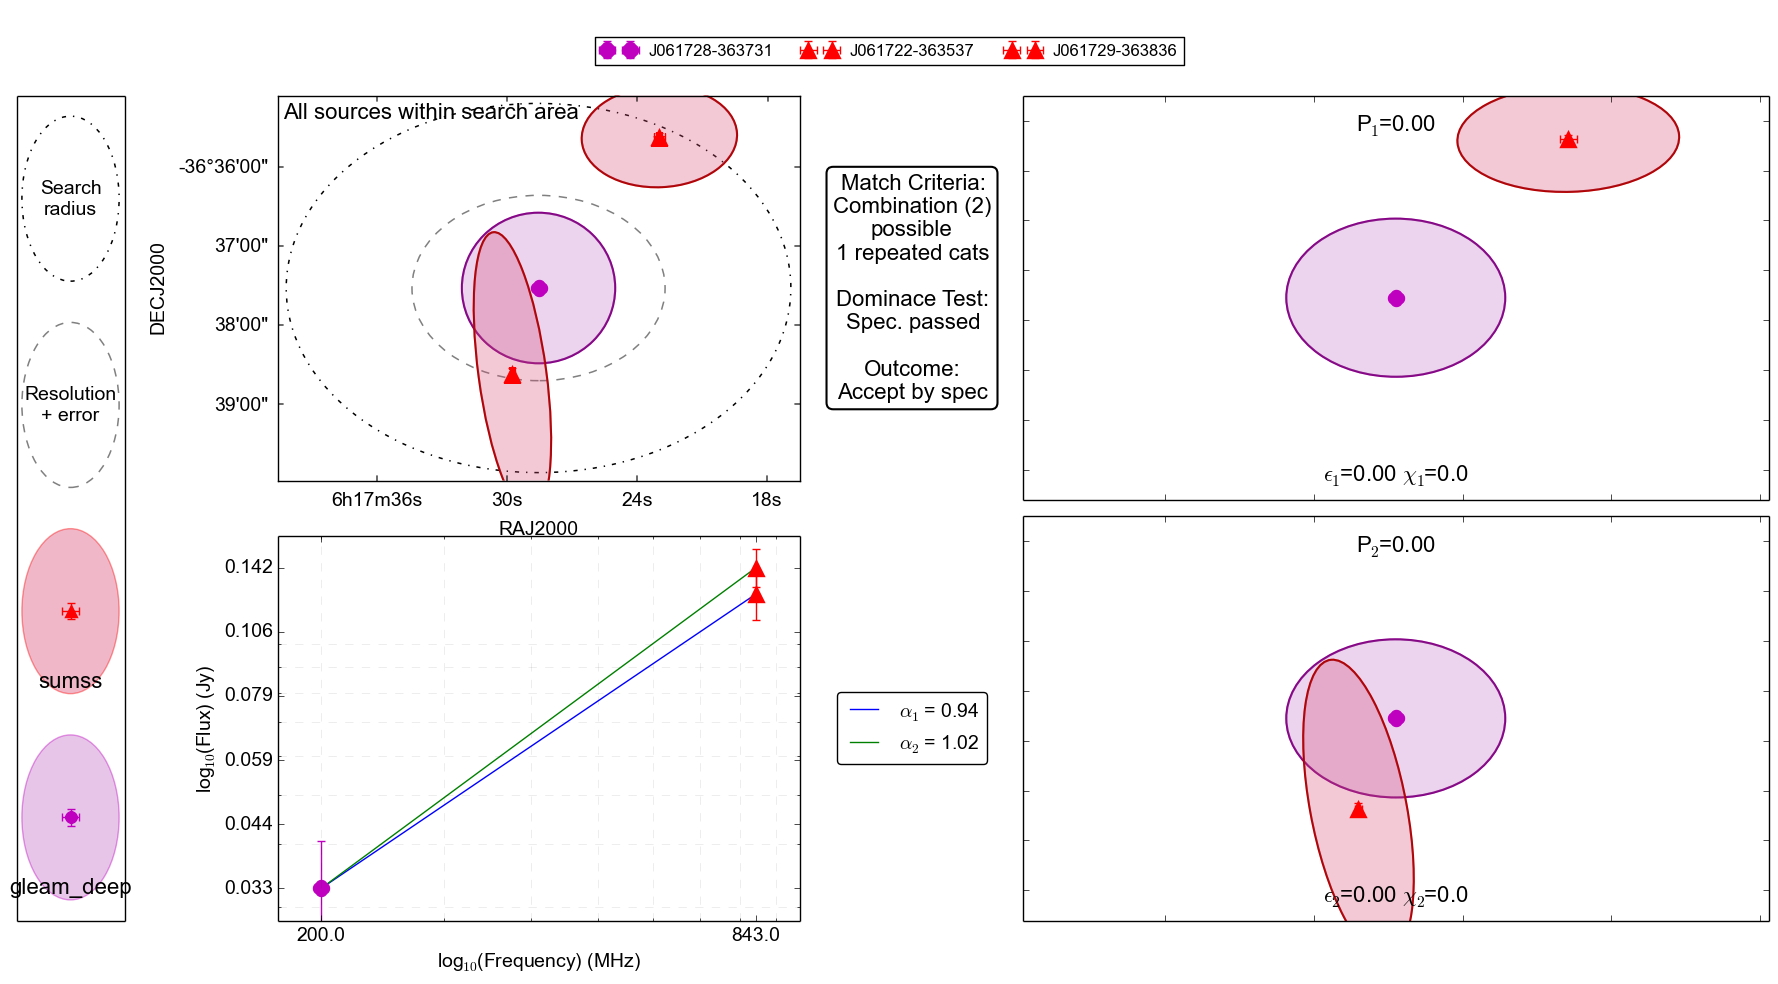 J061728-363731 J061722-363537 J061729-363836
Search
radius
Resolution
+ error
sumss
gleam_deep
All sources within search area
DECJ2000
-36°36'00"
37'00"
38'00"
39'00"
6h17m36s 30s 24s 18s
RAJ2000
Match Criteria:
Combination (2)
possible
1 repeated cats
Dominace Test:
Spec. passed
Outcome:
Accept by spec
P₁=0.00
ϵ₁=0.00 χ₁=0.0
log₁₀(Flux) (Jy)
0.142
0.106
0.079
0.059
0.044
0.033
200.0 843.0
log₁₀(Frequency) (MHz)
α₁ = 0.94
α₂ = 1.02
P₂=0.00
ϵ₂=0.00 χ₂=0.0